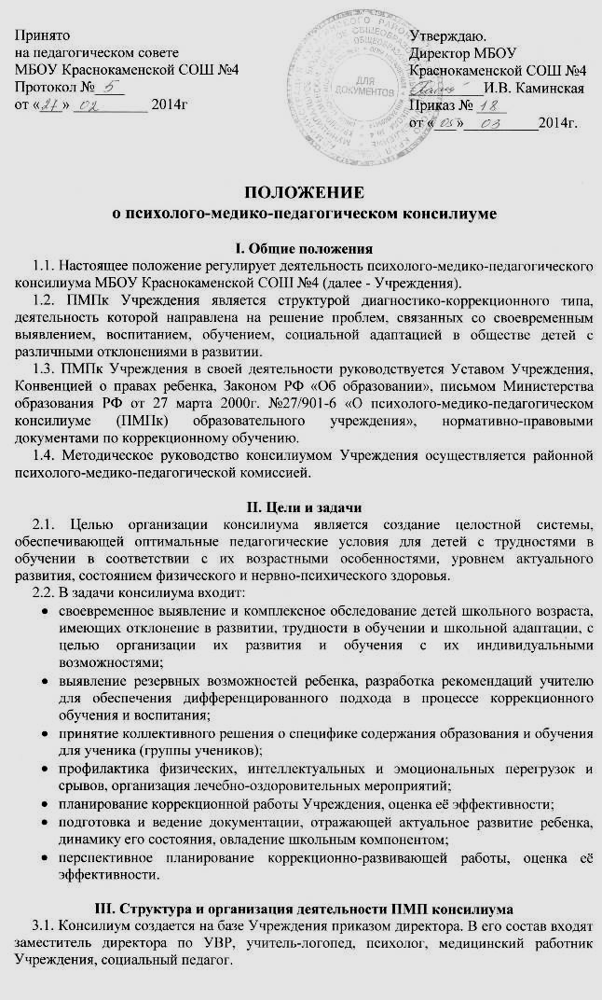 Принято
на педагогическом совете
МБОУ Краснокаменской СОШ №4
Протокол № 5
от «27» 02 2014г
Утверждаю.
Директор МБОУ
Краснокаменской СОШ №4
И.В. Каминская
Приказ № 18
от «05» 03 2014г.
ДЛЯ
ДОКУМЕНТОВ
ПОЛОЖЕНИЕ
о психолого-медико-педагогическом консилиуме
I. Общие положения
1.1. Настоящее положение регулирует деятельность психолого-медико-педагогического
консилиума МБОУ Краснокаменской СОШ №4 (далее - Учреждения).
1.2. ПМПк Учреждения является структурой диагностико-коррекционного типа,
деятельность которой направлена на решение проблем, связанных со своевременным
выявлением, воспитанием, обучением, социальной адаптацией в обществе детей с
различными отклонениями в развитии.
1.3. ПМПк Учреждения в своей деятельности руководствуется Уставом Учреждения,
Конвенцией о правах ребенка, Законом РФ «Об образовании», письмом Министерства
образования РФ от 27 марта 2000г. №27/901-6 «О психолого-медико-педагогическом
консилиуме (ПМПк) образовательного учреждения», нормативно-правовыми
документами по коррекционному обучению.
1.4. Методическое руководство консилиумом Учреждения осуществляется районной
психолого-медико-педагогической комиссией.
II. Цели и задачи
2.1. Целью организации консилиума является создание целостной системы,
обеспечивающей оптимальные педагогические условия для детей с трудностями в
обучении в соответствии с их возрастными особенностями, уровнем актуального
развития, состоянием физического и нервно-психического здоровья.
2.2. В задачи консилиума входит:
• своевременное выявление и комплексное обследование детей школьного возраста,
имеющих отклонение в развитии, трудности в обучении и школьной адаптации, с
целью организации их развития и обучения с их индивидуальными
возможностями;
• выявление резервных возможностей ребенка, разработка рекомендаций учителю
для обеспечения дифференцированного подхода в процессе коррекционного
обучения и воспитания;
• принятие коллективного решения о специфике содержания образования и обучения
для ученика (группы учеников);
• профилактика физических, интеллектуальных и эмоциональных перегрузок и
срывов, организация лечебно-оздоровительных мероприятий;
• планирование коррекционной работы Учреждения, оценка её эффективности;
• подготовка и ведение документации, отражающей актуальное развитие ребенка,
динамику его состояния, овладение школьным компонентом;
• перспективное планирование коррекционно-развивающей работы, оценка её
эффективности.
III. Структура и организация деятельности ПМП консилиума
3.1. Консилиум создается на базе Учреждения приказом директора. В его состав входят
заместитель директора по УВР, учитель-логопед, психолог, медицинский работник
Учреждения, социальный педагог.